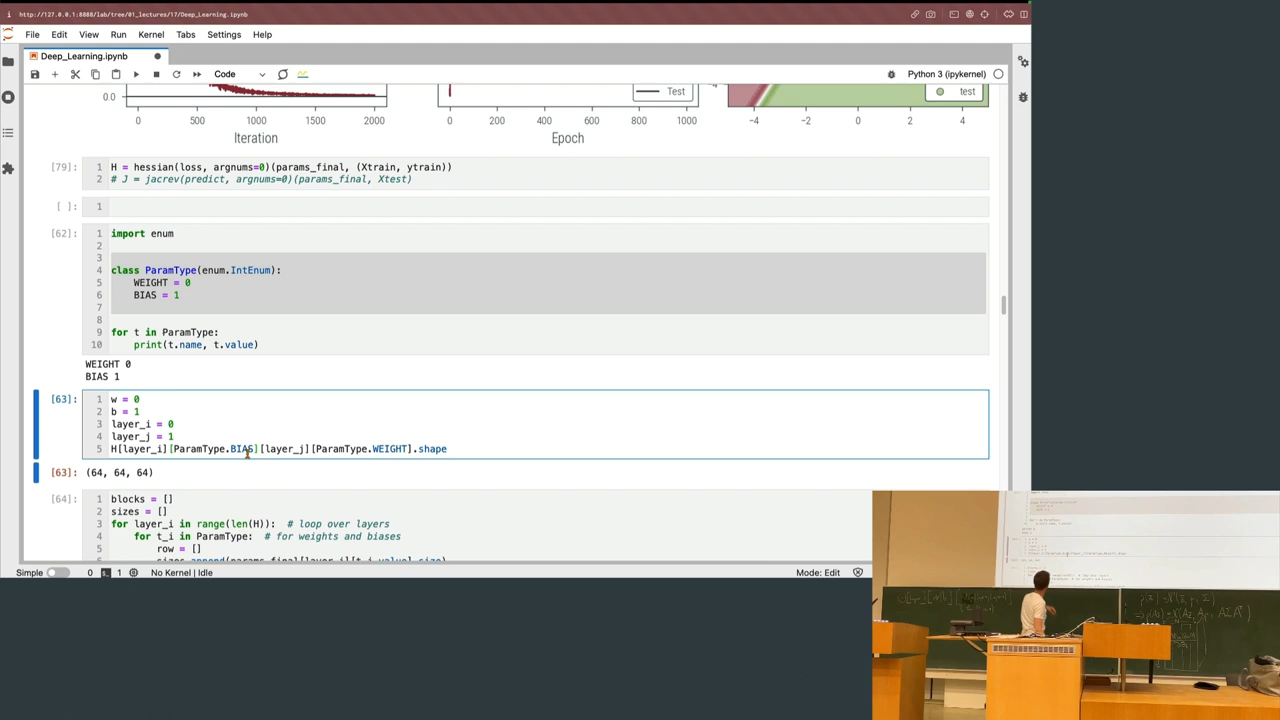 http://127.0.0.1:8888/lab/tree/01_lectures/17/Deep_Learning.ipynb
File Edit View Run Kernel Tabs Settings Help
Deep_Learning.ipynb
Code
Python 3 (ipykernel)
0.0
Test
test
0 500 1000 1500 2000
0 200 400 600 800 1000
−4 −2 0 2 4
Iteration
Epoch
[79]:
1 H = hessian(loss, argnums=0)(params_final, (Xtrain, ytrain))
2 # J = jacrev(predict, argnums=0)(params_final, Xtest)
[ ]:
1
[62]:
1 import enum
2
3
4 class ParamType(enum.IntEnum):
5 WEIGHT = 0
6 BIAS = 1
7
8
9 for t in ParamType:
10 print(t.name, t.value)
WEIGHT 0
BIAS 1
[63]:
1 w = 0
2 b = 1
3 layer_i = 0
4 layer_j = 1
5 H[layer_i][ParamType.BIAS][layer_j][ParamType.WEIGHT].shape
[63]: (64, 64, 64)
[64]:
1 blocks = []
2 sizes = []
3 for layer_i in range(len(H)): # loop over layers
4 for t_i in ParamType: # for weights and biases
5 row = []
sizes.append(params_final[layer_i][t_i.value].size)
Simple 0 1 No Kernel | Idle
Mode: Edit